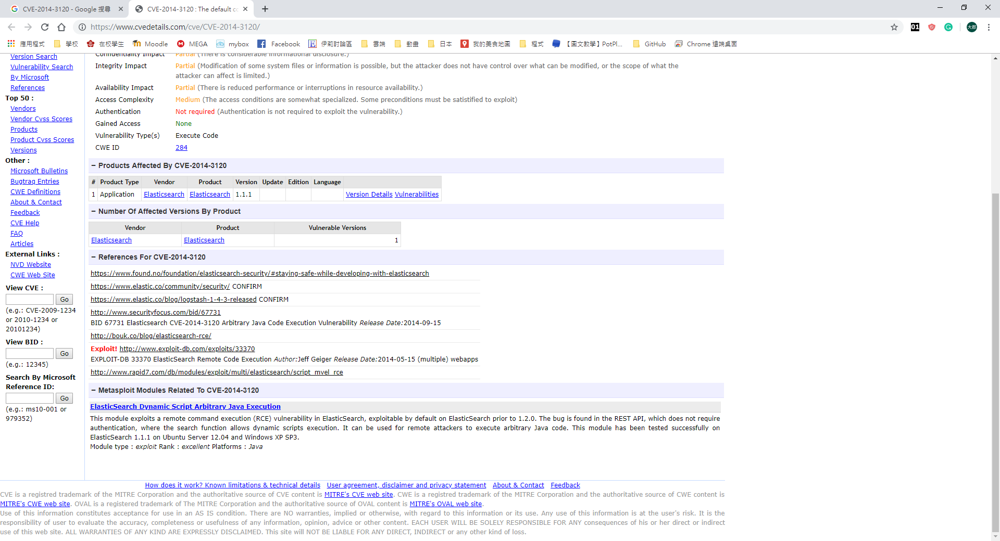 CVE-2014-3120 - Google 搜尋
CVE-2014-3120 : The default co
https://www.cvedetails.com/cve/CVE-2014-3120/
01
大郡
應用程式 學校 在校學生 Moodle MEGA mybox Facebook 伊莉討論區 雲端 動畫 日本 我的美食地圖 程式 【圖文教學】PotPl... GitHub Chrome 遠端桌面
Version Search
Vulnerability Search
By Microsoft
References
Top 50 :
Vendors
Vendor Cvss Scores
Products
Product Cvss Scores
Versions
Other :
Microsoft Bulletins
Bugtraq Entries
CWE Definitions
About & Contact
Feedback
CVE Help
FAQ
Articles
External Links :
NVD Website
CWE Web Site
View CVE :
Go
(e.g.: CVE-2009-1234
or 2010-1234 or
20101234)
View BID :
Go
(e.g.: 12345)
Search By Microsoft
Reference ID:
Go
(e.g.: ms10-001 or
979352)
Confidentiality Impact Partial (There is considerable informational disclosure.)
Integrity Impact Partial (Modification of some system files or information is possible, but the attacker does not have control over what can be modified, or the scope of what the
attacker can affect is limited.)
Availability Impact Partial (There is reduced performance or interruptions in resource availability.)
Access Complexity Medium (The access conditions are somewhat specialized. Some preconditions must be satistified to exploit)
Authentication Not required (Authentication is not required to exploit the vulnerability.)
Gained Access None
Vulnerability Type(s) Execute Code
CWE ID 284
− Products Affected By CVE-2014-3120
# Product Type Vendor Product Version Update Edition Language
1 Application Elasticsearch Elasticsearch 1.1.1 Version Details Vulnerabilities
− Number Of Affected Versions By Product
Vendor Product Vulnerable Versions
Elasticsearch Elasticsearch 1
− References For CVE-2014-3120
https://www.found.no/foundation/elasticsearch-security/#staying-safe-while-developing-with-elasticsearch
https://www.elastic.co/community/security/ CONFIRM
https://www.elastic.co/blog/logstash-1-4-3-released CONFIRM
http://www.securityfocus.com/bid/67731
BID 67731 Elasticsearch CVE-2014-3120 Arbitrary Java Code Execution Vulnerability Release Date:2014-09-15
http://bouk.co/blog/elasticsearch-rce/
Exploit! http://www.exploit-db.com/exploits/33370
EXPLOIT-DB 33370 ElasticSearch Remote Code Execution Author:Jeff Geiger Release Date:2014-05-15 (multiple) webapps
http://www.rapid7.com/db/modules/exploit/multi/elasticsearch/script_mvel_rce
− Metasploit Modules Related To CVE-2014-3120
ElasticSearch Dynamic Script Arbitrary Java Execution
This module exploits a remote command execution (RCE) vulnerability in ElasticSearch, exploitable by default on ElasticSearch prior to 1.2.0. The bug is found in the REST API, which does not require
authentication, where the search function allows dynamic scripts execution. It can be used for remote attackers to execute arbitrary Java code. This module has been tested successfully on
ElasticSearch 1.1.1 on Ubuntu Server 12.04 and Windows XP SP3.
Module type : exploit Rank : excellent Platforms : Java
How does it work? Known limitations & technical details User agreement, disclaimer and privacy statement About & Contact Feedback
CVE is a registred trademark of the MITRE Corporation and the authoritative source of CVE content is MITRE's CVE web site. CWE is a registred trademark of the MITRE Corporation and the authoritative source of CWE content is
MITRE's CWE web site. OVAL is a registered trademark of The MITRE Corporation and the authoritative source of OVAL content is MITRE's OVAL web site.
Use of this information constitutes acceptance for use in an AS IS condition. There are NO warranties, implied or otherwise, with regard to this information or its use. Any use of this information is at the user's risk. It is the
responsibility of user to evaluate the accuracy, completeness or usefulness of any information, opinion, advice or other content. EACH USER WILL BE SOLELY RESPONSIBLE FOR ANY consequences of his or her direct or indirect
use of this web site. ALL WARRANTIES OF ANY KIND ARE EXPRESSLY DISCLAIMED. This site will NOT BE LIABLE FOR ANY DIRECT, INDIRECT or any other kind of loss.